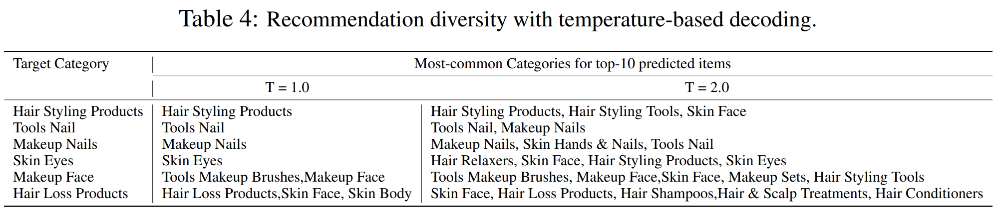 Table 4: Recommendation diversity with temperature-based decoding.
Target Category Most-common Categories for top-10 predicted items
T = 1.0 T = 2.0
Hair Styling Products Hair Styling Products Hair Styling Products, Hair Styling Tools, Skin Face
Tools Nail Tools Nail Tools Nail, Makeup Nails
Makeup Nails Makeup Nails Makeup Nails, Skin Hands & Nails, Tools Nail
Skin Eyes Skin Eyes Hair Relaxers, Skin Face, Hair Styling Products, Skin Eyes
Makeup Face Tools Makeup Brushes,Makeup Face Tools Makeup Brushes, Makeup Face,Skin Face, Makeup Sets, Hair Styling Tools
Hair Loss Products Hair Loss Products,Skin Face, Skin Body Skin Face, Hair Loss Products, Hair Shampoos,Hair & Scalp Treatments, Hair Conditioners